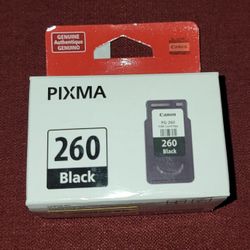 GENUINE
Authentique
GENUINO
Canon
PIXMA
260
Black
Canon
PG-260
260
Black